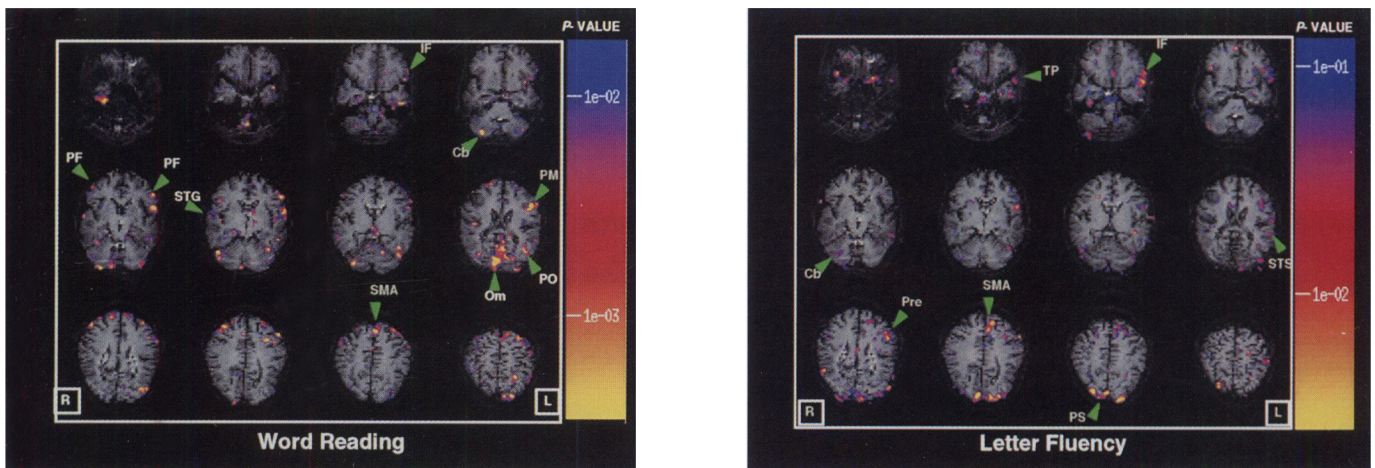 P- VALUE
IF
1e-02
Cb
PF
PF
STG
PM
PO
Om
SMA
1e-03
R
L
Word Reading
P- VALUE
IF
TP
1e-01
Cb
STS
Pre
SMA
1e-02
PS
R
L
Letter Fluency